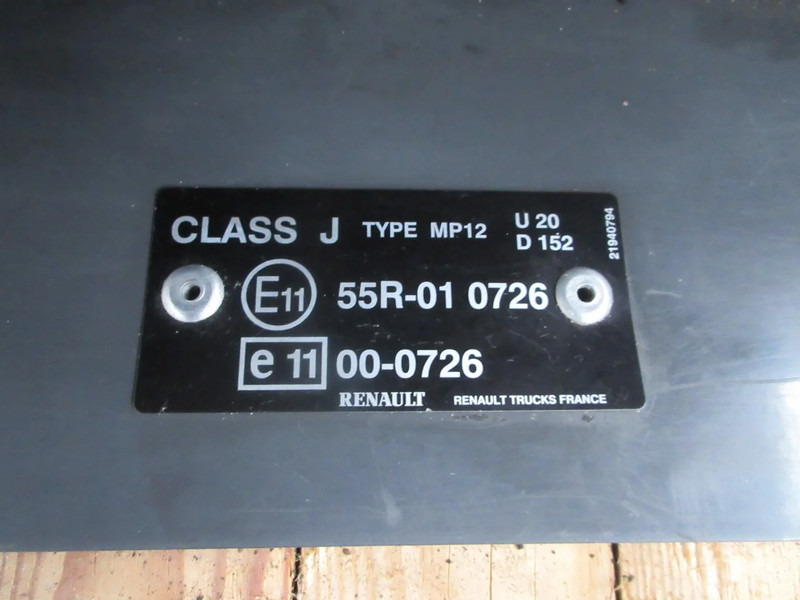 CLASS J TYPE MP12 U 20
D 152
21940794
E11 55R-01 0726
e 11 00-0726
RENAULT RENAULT TRUCKS FRANCE